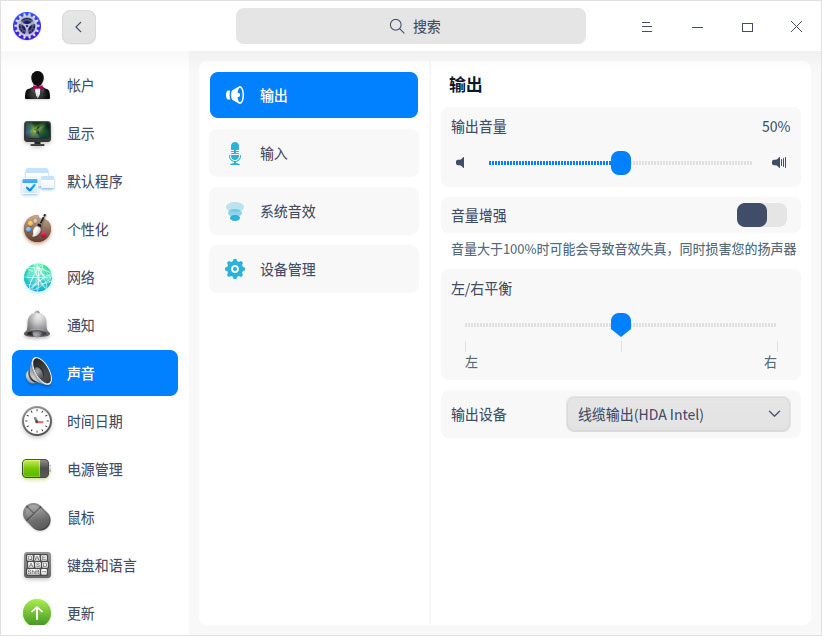 搜索
帐户
显示
默认程序
个性化
网络
通知
声音
时间日期
电源管理
鼠标
键盘和语言
更新
输出
输入
系统音效
设备管理
输出
输出音量
50%
音量增强
音量大于100%时可能会导致音效失真，同时损害您的扬声器
左/右平衡
左
右
输出设备
线缆输出(HDA Intel)